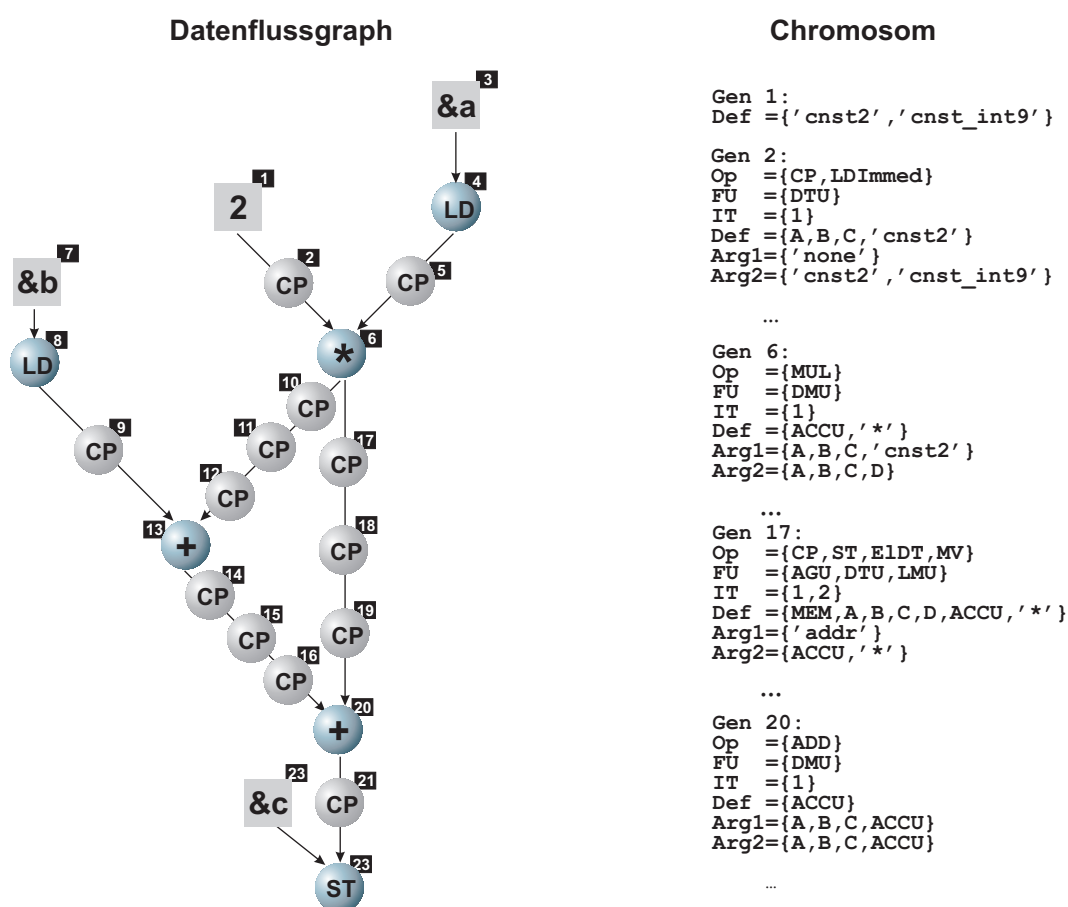 Datenflussgraph
Chromosom
3
&a
1
2
4
LD
7
&b
2
CP
5
CP
8
LD
6
*
10
CP
9
CP
11
CP
17
CP
12
CP
13
+
18
CP
14
CP
15
CP
19
CP
16
CP
20
+
23
&c
21
CP
23
ST
Gen 1:
Def ={'cnst2','cnst_int9'}
Gen 2:
Op ={CP,LDImmed}
FU ={DTU}
IT ={1}
Def ={A,B,C,'cnst2'}
Arg1={'none'}
Arg2={'cnst2','cnst_int9'}
...
Gen 6:
Op ={MUL}
FU ={DMU}
IT ={1}
Def ={ACCU,'*'}
Arg1={A,B,C,'cnst2'}
Arg2={A,B,C,D}
...
Gen 17:
Op ={CP,ST,ElDT,MV}
FU ={AGU,DTU,LMU}
IT ={1,2}
Def ={MEM,A,B,C,D,ACCU,'*'}
Arg1={'addr'}
Arg2={ACCU,'*'}
...
Gen 20:
Op ={ADD}
FU ={DMU}
IT ={1}
Def ={ACCU}
Arg1={A,B,C,ACCU}
Arg2={A,B,C,ACCU}
...